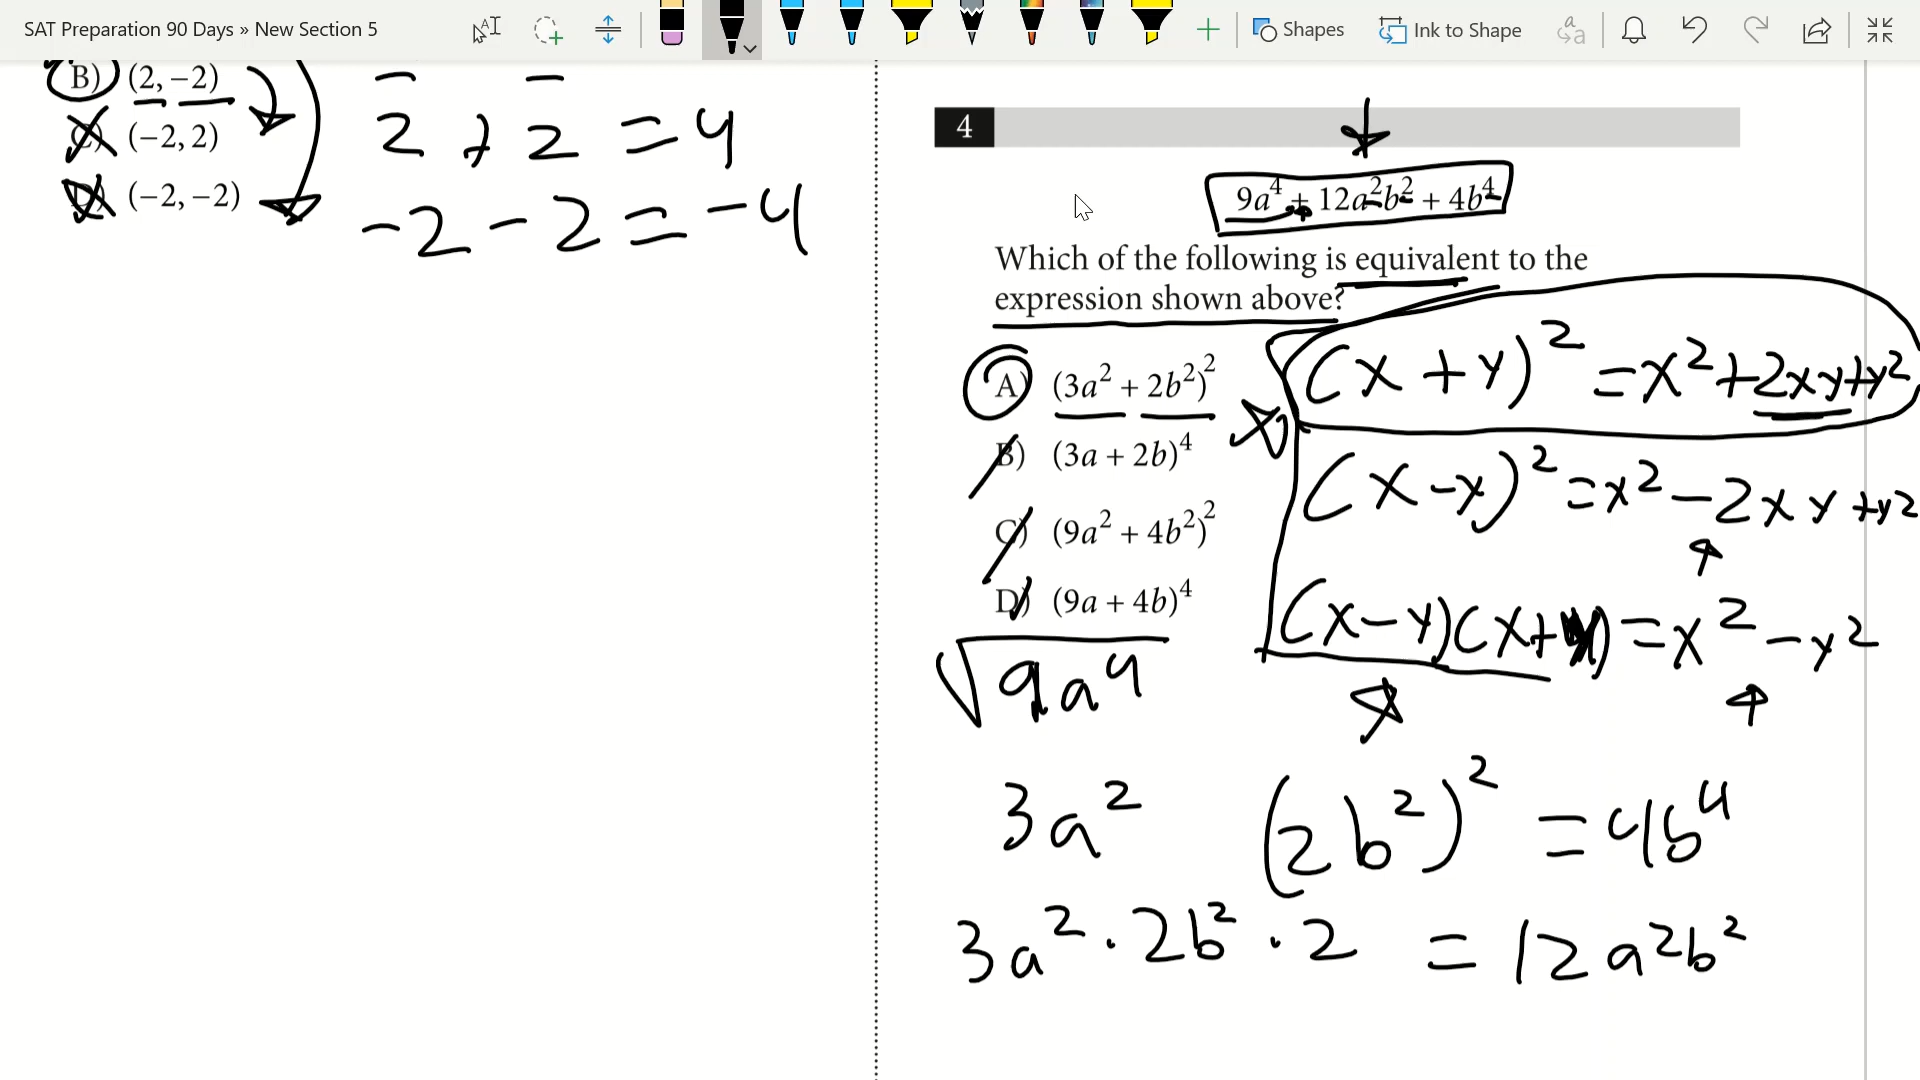 SAT Preparation 90 Days » New Section 5
Shapes
Ink to Shape
B) (2, −2)
C) (−2, 2)
D) (−2, −2)
2 + 2 = 4
−2 − 2 = −4
4
9a⁴ + 12a²b² + 4b⁴
Which of the following is equivalent to the
expression shown above?
A) (3a² + 2b²)²
B) (3a + 2b)⁴
C) (9a² + 4b²)²
D) (9a + 4b)⁴
(x + y)² = x² + 2xy + y²
(x − y)² = x² − 2xy + y²
(x − y)(x + y) = x² − y²
√9a⁴
3a² (2b²)² = 4b⁴
3a² · 2b² · 2 = 12a²b²